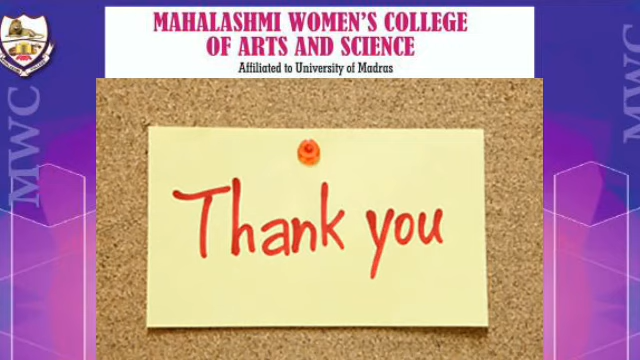 MAHALASHMI WOMEN'S COLLEGE
OF ARTS AND SCIENCE
Affiliated to University of Madras
MWC
MWC
Thank you